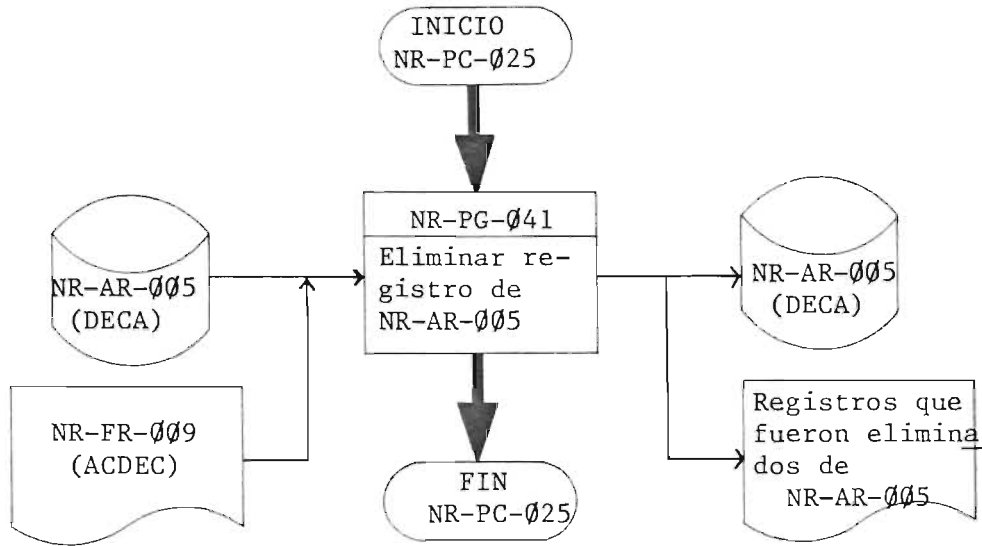 INICIO
NR-PC-Ø25
NR-PG-Ø41
Eliminar re-
gistro de
NR-AR-ØØ5
NR-AR-ØØ5
(DECA)
NR-AR-ØØ5
(DECA)
NR-FR-ØØ9
(ACDEC)
Registros que
fueron elimina
dos de
NR-AR-ØØ5
FIN
NR-PC-Ø25